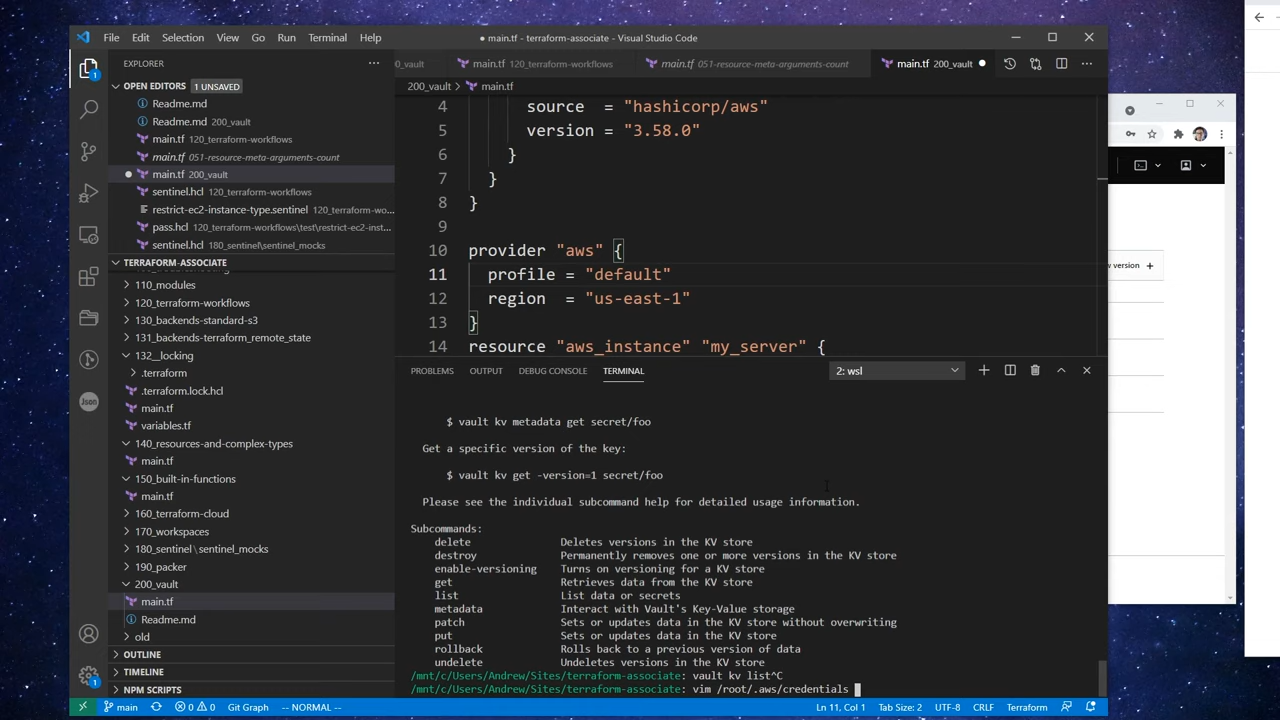 File Edit Selection View Go Run Terminal Help
● main.tf - terraform-associate - Visual Studio Code
EXPLORER
OPEN EDITORS 1 UNSAVED
Readme.md
Readme.md 200_vault
main.tf 120_terraform-workflows
main.tf 051-resource-meta-arguments-count
main.tf 200_vault
sentinel.hcl 120_terraform-workflows
restrict-ec2-instance-type.sentinel 120_terraform-wo...
pass.hcl 120_terraform-workflows\test\restrict-ec2-inst...
sentinel.hcl 180_sentinel\sentinel_mocks
TERRAFORM-ASSOCIATE
110_modules
120_terraform-workflows
130_backends-standard-s3
131_backends-terraform_remote_state
132__locking
.terraform
.terraform.lock.hcl
main.tf
variables.tf
140_resources-and-complex-types
main.tf
150_built-in-functions
main.tf
160_terraform-cloud
170_workspaces
180_sentinel\sentinel_mocks
190_packer
200_vault
main.tf
Readme.md
old
OUTLINE
TIMELINE
NPM SCRIPTS
00_vault
main.tf 120_terraform-workflows
main.tf 051-resource-meta-arguments-count
main.tf 200_vault
200_vault > main.tf
4 source = "hashicorp/aws"
5 version = "3.58.0"
6 }
7 }
8 }
9
10 provider "aws" {
11 profile = "default"
12 region = "us-east-1"
13 }
14 resource "aws_instance" "my_server" {
PROBLEMS OUTPUT DEBUG CONSOLE TERMINAL
2: wsl
$ vault kv metadata get secret/foo
Get a specific version of the key:
$ vault kv get -version=1 secret/foo
Please see the individual subcommand help for detailed usage information.
Subcommands:
delete Deletes versions in the KV store
destroy Permanently removes one or more versions in the KV store
enable-versioning Turns on versioning for a KV store
get Retrieves data from the KV store
list List data or secrets
metadata Interact with Vault's Key-Value storage
patch Sets or updates data in the KV store without overwriting
put Sets or updates data in the KV store
rollback Rolls back to a previous version of data
undelete Undeletes versions in the KV store
/mnt/c/Users/Andrew/Sites/terraform-associate: vault kv list^C
/mnt/c/Users/Andrew/Sites/terraform-associate: vim /root/.aws/credentials
main 0 0 Git Graph -- NORMAL -- Ln 11, Col 1 Tab Size: 2 UTF-8 CRLF Terraform
1
1
Json
version +